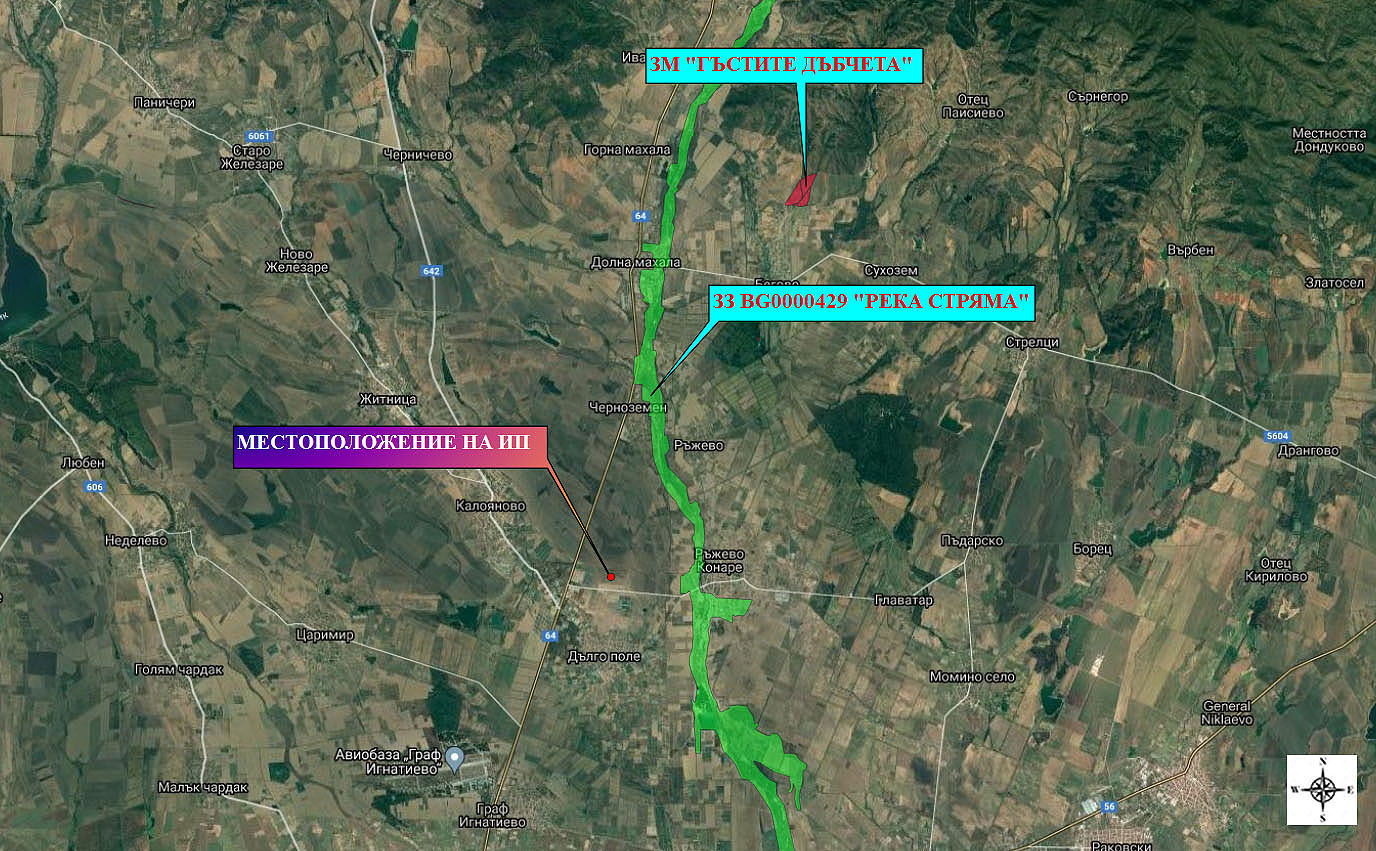 Ива
ЗМ "ГЪСТИТЕ ДЪБЧЕТА"
Паничери
Отец
Паисиево
Сърнегор
6061
Старо
Железаре
Черничево
Горна махала
Местността
Дондуково
64
Ново
Железаре
642
Долна махала
Сухозем
Върбен
Златосел
ЗЗ BG0000429 "РЕКА СТРЯМА"
Стрелци
Житница
Черноземен
МЕСТОПОЛОЖЕНИЕ НА ИП
Ръжево
5604
Дрангово
Любен
606
Калояново
Неделево
Ръжево
Конаре
Пъдарско
Борец
Отец
Кирилово
Главатар
Царимир
64
Дълго поле
Голям чардак
Момино село
General
Niklaevo
Авиобаза „Граф
Игнатиево“
Малък чардак
Граф
Игнатиево
56
Раковски
N
W E
S